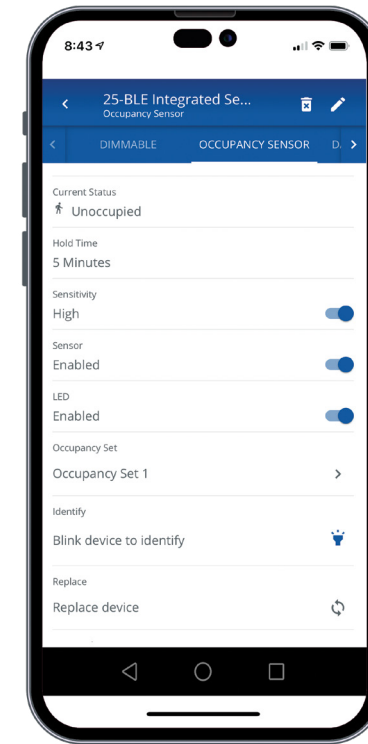 8:43
25-BLE Integrated Se...
Occupancy Sensor
DIMMABLE
OCCUPANCY SENSOR
D.
Current Status
Unoccupied
Hold Time
5 Minutes
Sensitivity
High
Sensor
Enabled
LED
Enabled
Occupancy Set
Occupancy Set 1
Identify
Blink device to identify
Replace
Replace device